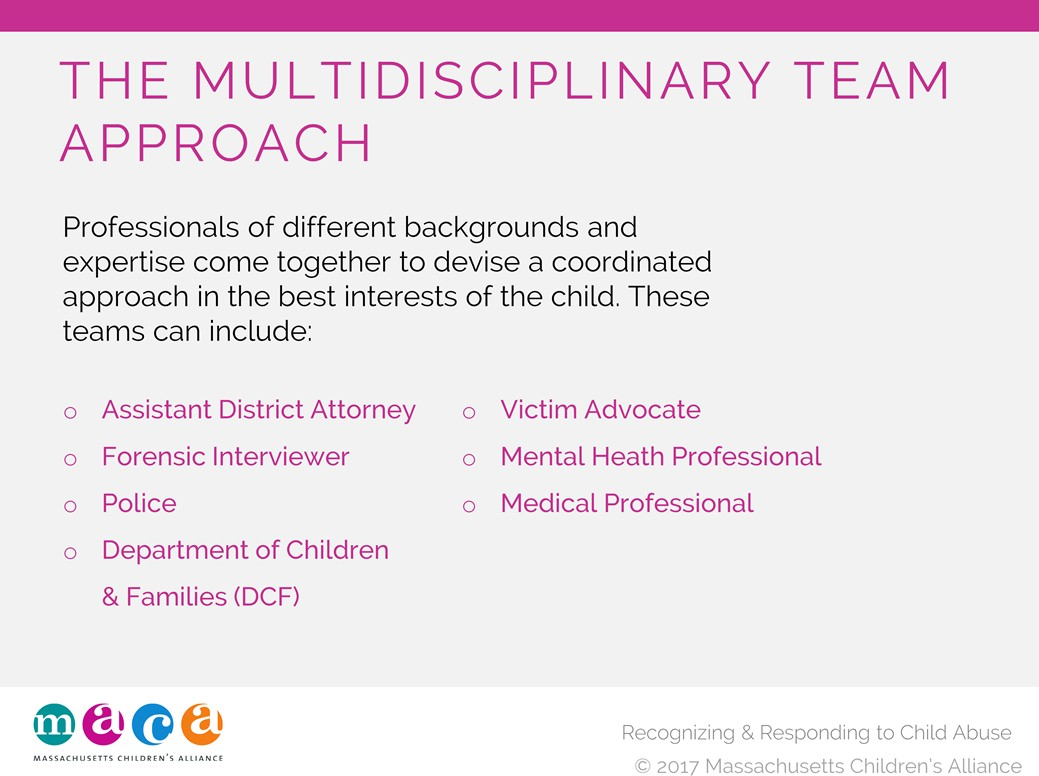 THE MULTIDISCIPLINARY TEAM
APPROACH
Professionals of different backgrounds and
expertise come together to devise a coordinated
approach in the best interests of the child. These
teams can include:
o Assistant District Attorney
o Forensic Interviewer
o Police
o Department of Children
& Families (DCF)
o Victim Advocate
o Mental Heath Professional
o Medical Professional
maca
MASSACHUSETTS CHILDREN'S ALLIANCE
Recognizing & Responding to Child Abuse
© 2017 Massachusetts Children's Alliance